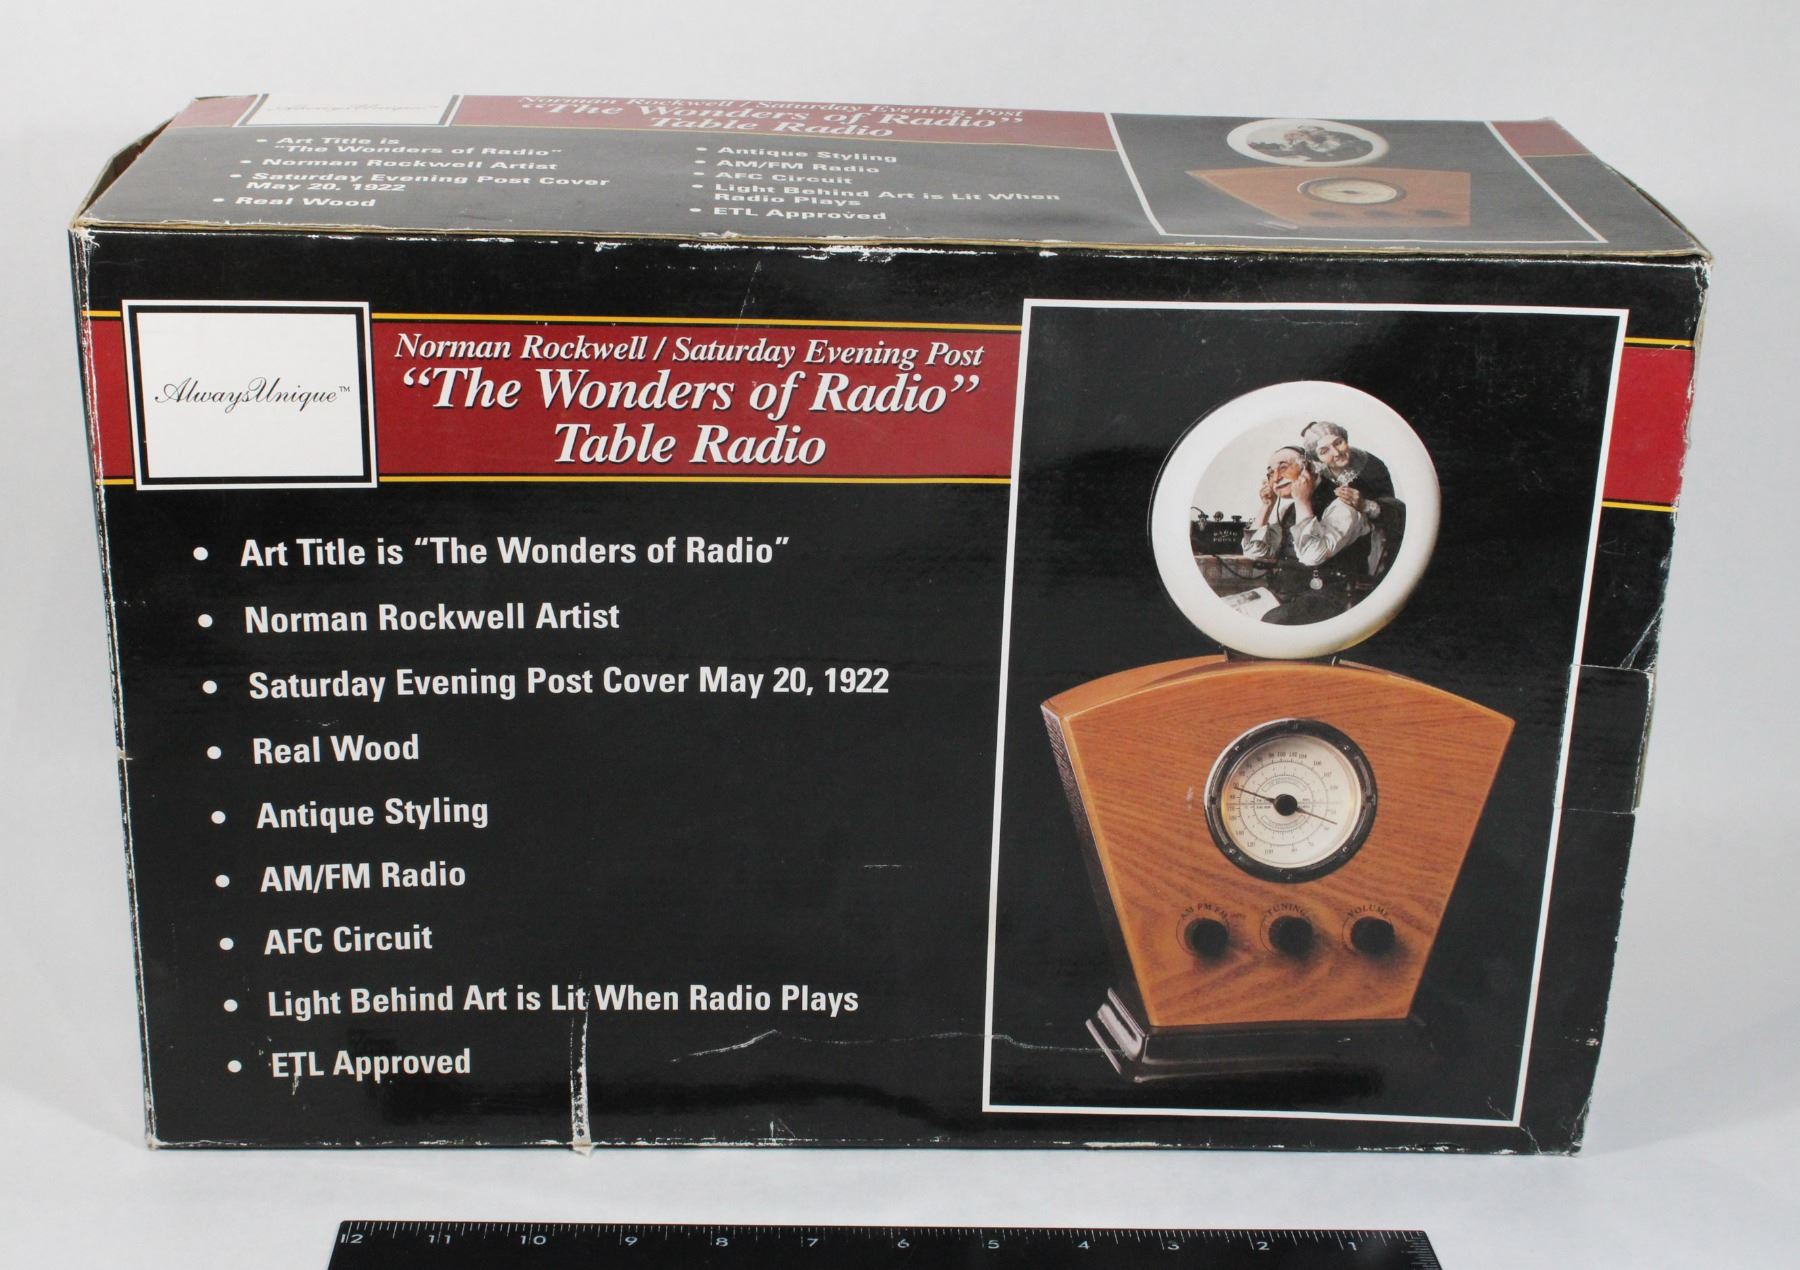 AlwaysUnique™
Norman Rockwell / Saturday Evening Post
“The Wonders of Radio”
Table Radio
• Art Title is
“The Wonders of Radio”
• Norman Rockwell Artist
• Saturday Evening Post Cover
May 20, 1922
• Real Wood
• Antique Styling
• AM/FM Radio
• AFC Circuit
• Light Behind Art is Lit When
Radio Plays
• ETL Approved
AlwaysUnique™
Norman Rockwell / Saturday Evening Post
“The Wonders of Radio”
Table Radio
• Art Title is “The Wonders of Radio”
• Norman Rockwell Artist
• Saturday Evening Post Cover May 20, 1922
• Real Wood
• Antique Styling
• AM/FM Radio
• AFC Circuit
• Light Behind Art is Lit When Radio Plays
• ETL Approved
RADIO
PHONE
AM FM
TUNING
VOLUME
12 11 10 9 8 7 6 5 4 3 2 1